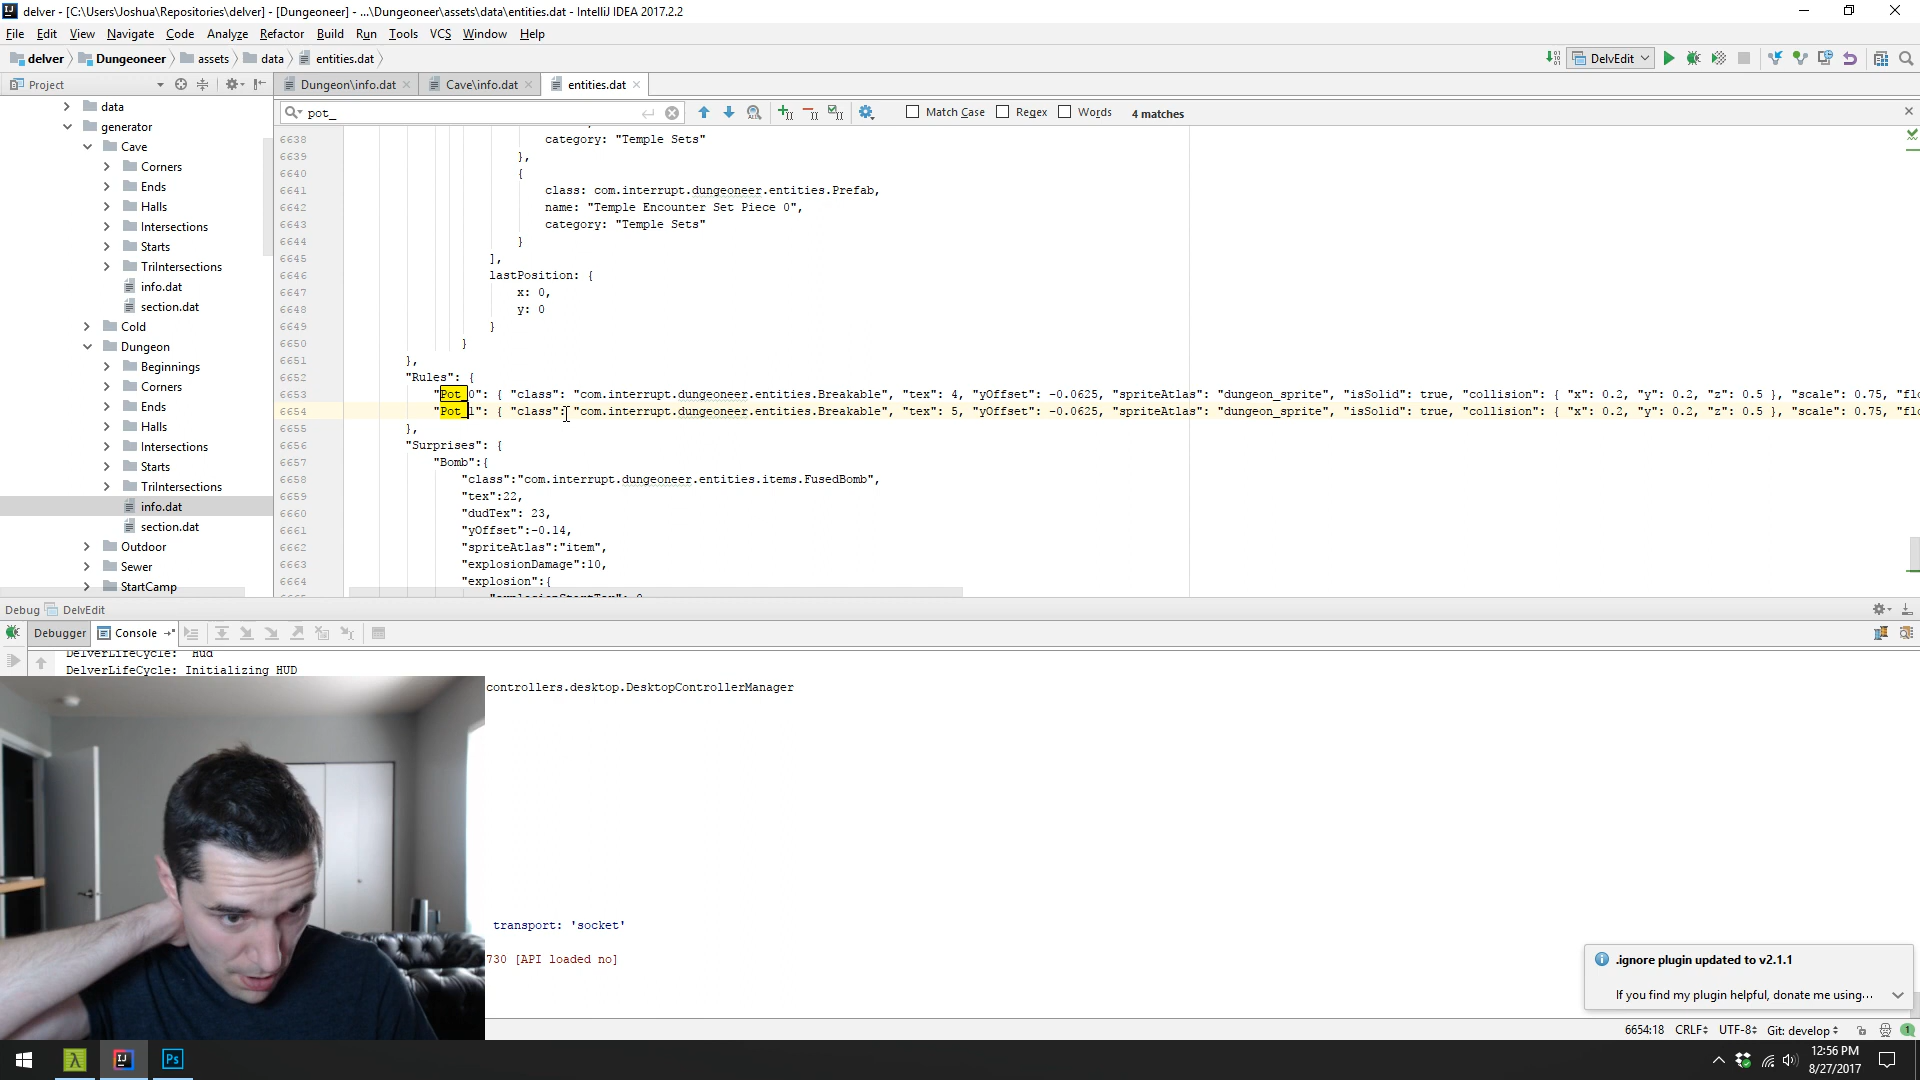 delver - [C:\Users\Joshua\Repositories\delver] - [Dungeoneer] - ...\Dungeoneer\assets\data\entities.dat - IntelliJ IDEA 2017.2.2
File Edit View Navigate Code Analyze Refactor Build Run Tools VCS Window Help
delver Dungeoneer assets data entities.dat DelvEdit
Project Dungeon\info.dat Cave\info.dat entities.dat
pot_ Match Case Regex Words 4 matches
data
generator
Cave
Corners
Ends
Halls
Intersections
Starts
TriIntersections
info.dat
section.dat
Cold
Dungeon
Beginnings
Corners
Ends
Halls
Intersections
Starts
TriIntersections
info.dat
section.dat
Outdoor
Sewer
StartCamp
6638 category: "Temple Sets"
6639 },
6640 {
6641 class: com.interrupt.dungeoneer.entities.Prefab,
6642 name: "Temple Encounter Set Piece 0",
6643 category: "Temple Sets"
6644 }
6645 ],
6646 lastPosition: {
6647 x: 0,
6648 y: 0
6649 }
6650 }
6651 },
6652 "Rules": {
6653 "Pot_0": { "class": "com.interrupt.dungeoneer.entities.Breakable", "tex": 4, "yOffset": -0.0625, "spriteAtlas": "dungeon_sprite", "isSolid": true, "collision": { "x": 0.2, "y": 0.2, "z": 0.5 }, "scale": 0.75, "flo
6654 "Pot_1": { "class": "com.interrupt.dungeoneer.entities.Breakable", "tex": 5, "yOffset": -0.0625, "spriteAtlas": "dungeon_sprite", "isSolid": true, "collision": { "x": 0.2, "y": 0.2, "z": 0.5 }, "scale": 0.75, "flo
6655 },
6656 "Surprises": {
6657 "Bomb":{
6658 "class":"com.interrupt.dungeoneer.entities.items.FusedBomb",
6659 "tex":22,
6660 "dudTex": 23,
6661 "yOffset":-0.14,
6662 "spriteAtlas":"item",
6663 "explosionDamage":10,
6664 "explosion":{
Debug DelvEdit
Debugger Console
DelverLifeCycle: Hud
DelverLifeCycle: Initializing HUD
controllers.desktop.DesktopControllerManager
transport: 'socket'
730 [API loaded no]
.ignore plugin updated to v2.1.1
If you find my plugin helpful, donate me using...
6654:18 CRLF UTF-8 Git: develop 1
Ps
12:56 PM
8/27/2017